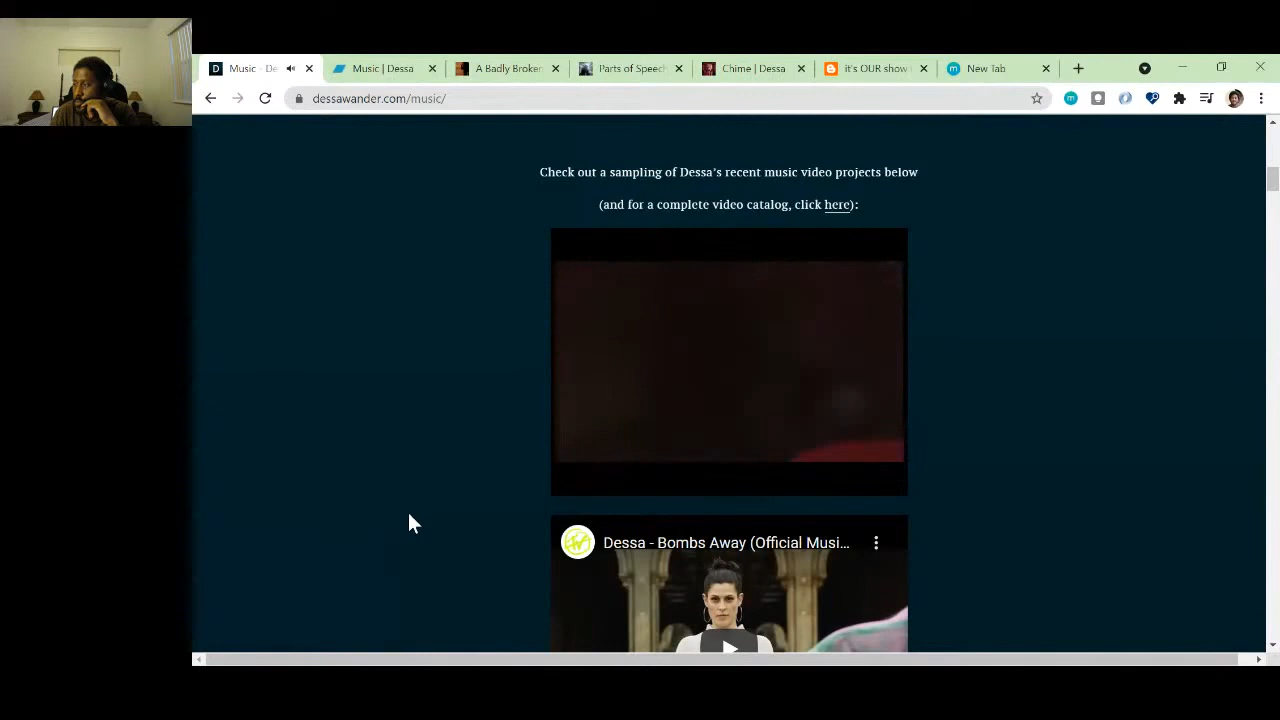 Music - De
Music | Dessa
A Badly Broken
Parts of Speech
Chime | Dessa
it's OUR show
New Tab
dessawander.com/music/
Check out a sampling of Dessa's recent music video projects below
(and for a complete video catalog, click here):
Dessa - Bombs Away (Official Musi...